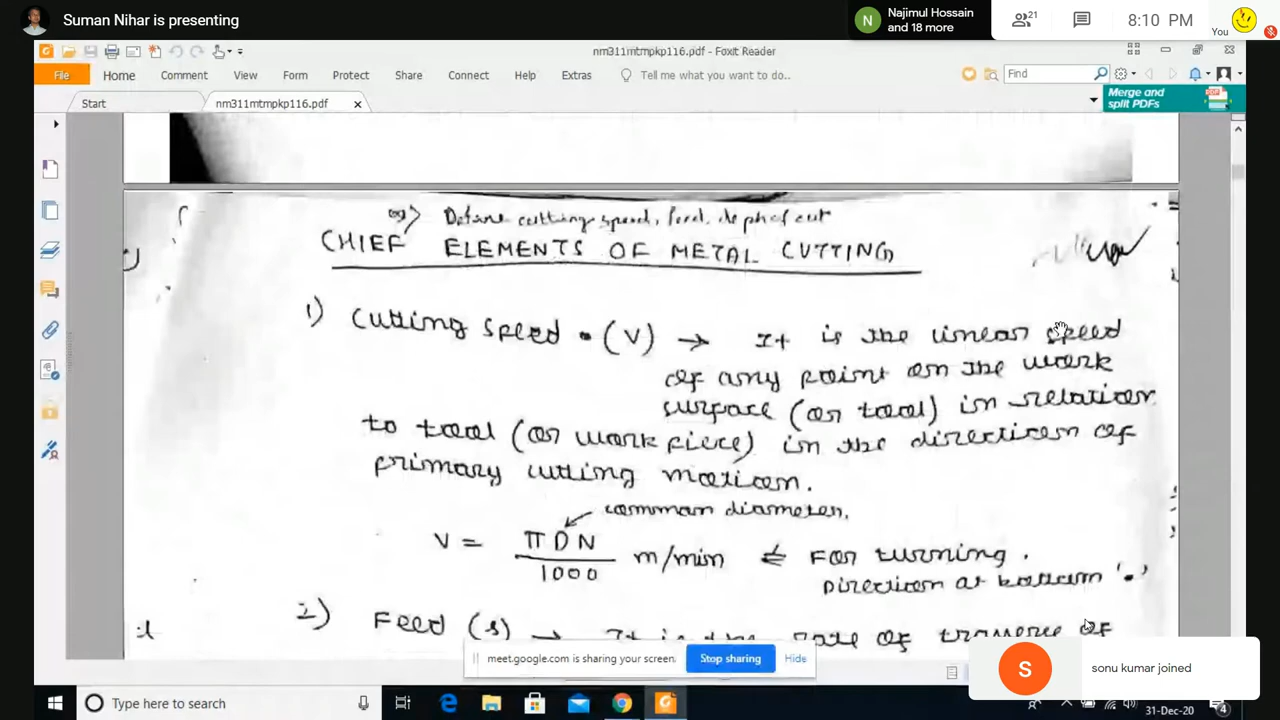 Suman Nihar is presenting
N
Najimul Hossain
and 18 more
21
8:10 PM
You
nm311mtmpkp116.pdf - Foxit Reader
File Home Comment View Form Protect Share Connect Help Extras Tell me what you want to do.. Find
Start nm311mtmpkp116.pdf
Merge and
split PDFs
Define cutting speed, feed, depth of cut
CHIEF ELEMENTS OF METAL CUTTING
1) Cutting speed (V) → It is the linear speed
of any point on the work
surface (or tool) in relation
to tool (or work piece) in the direction of
primary cutting motion.
common diameter.
V = πDN/1000 m/min ⇐ For turning.
Direction at bottom '.'
2) Feed (s) → It is the rate of traverse of
meet.google.com is sharing your screen. Stop sharing Hide
S
sonu kumar joined
Type here to search
31-Dec-20
4